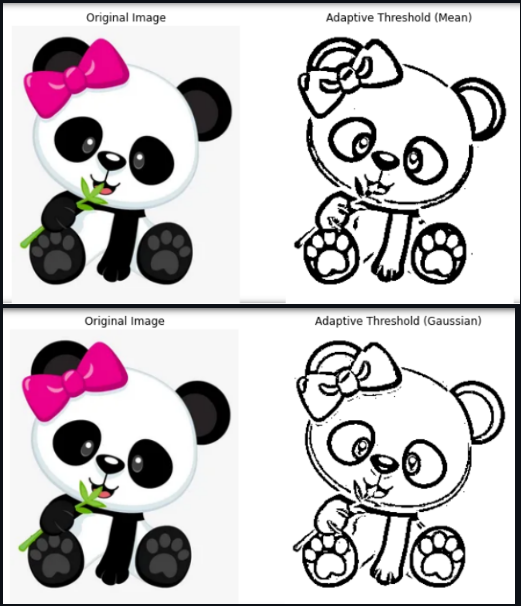 Original Image
Adaptive Threshold (Mean)
Original Image
Adaptive Threshold (Gaussian)